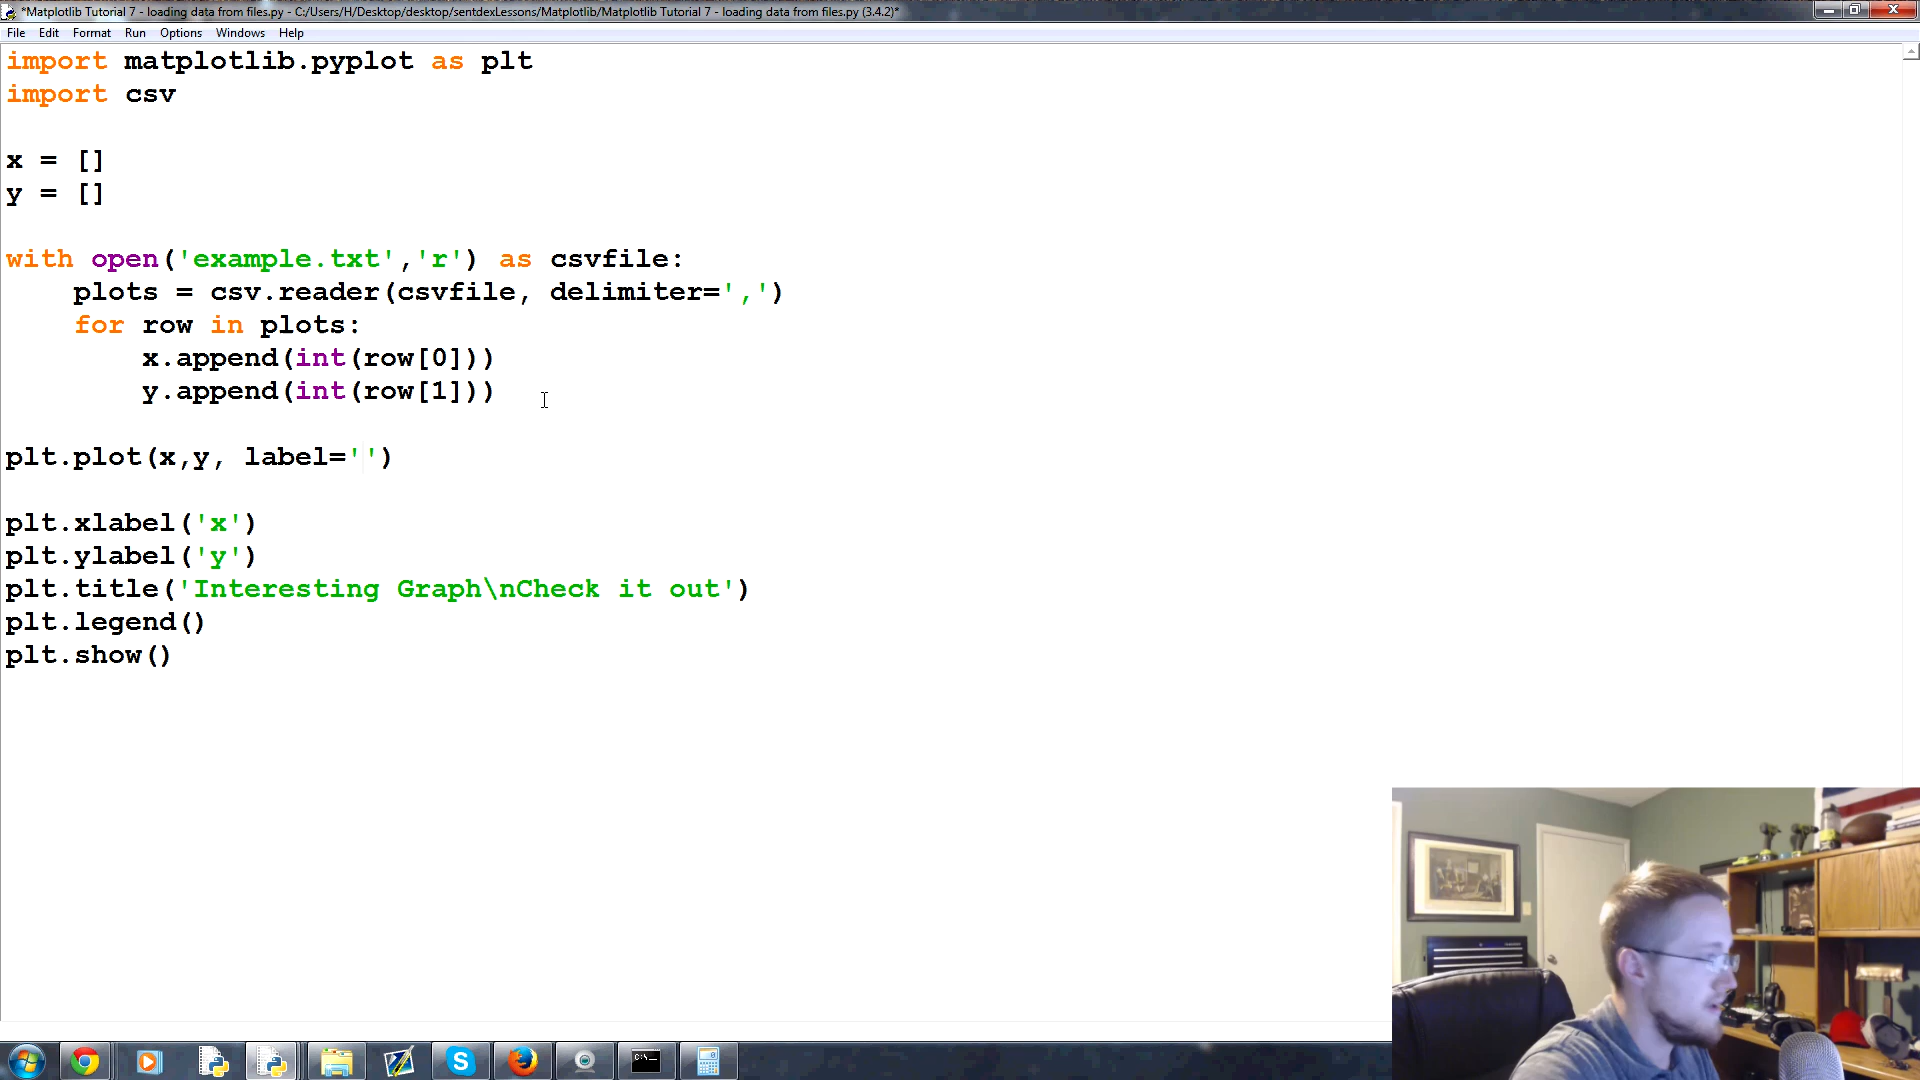 *Matplotlib Tutorial 7 - loading data from files.py - C:/Users/H/Desktop/desktop/sentdexLessons/Matplotlib/Matplotlib Tutorial 7 - loading data from files.py (3.4.2)*
File Edit Format Run Options Windows Help
import matplotlib.pyplot as plt
import csv
x = []
y = []
with open('example.txt','r') as csvfile:
    plots = csv.reader(csvfile, delimiter=',')
    for row in plots:
        x.append(int(row[0]))
        y.append(int(row[1]))
plt.plot(x,y, label='')
plt.xlabel('x')
plt.ylabel('y')
plt.title('Interesting Graph\nCheck it out')
plt.legend()
plt.show()
C:\_